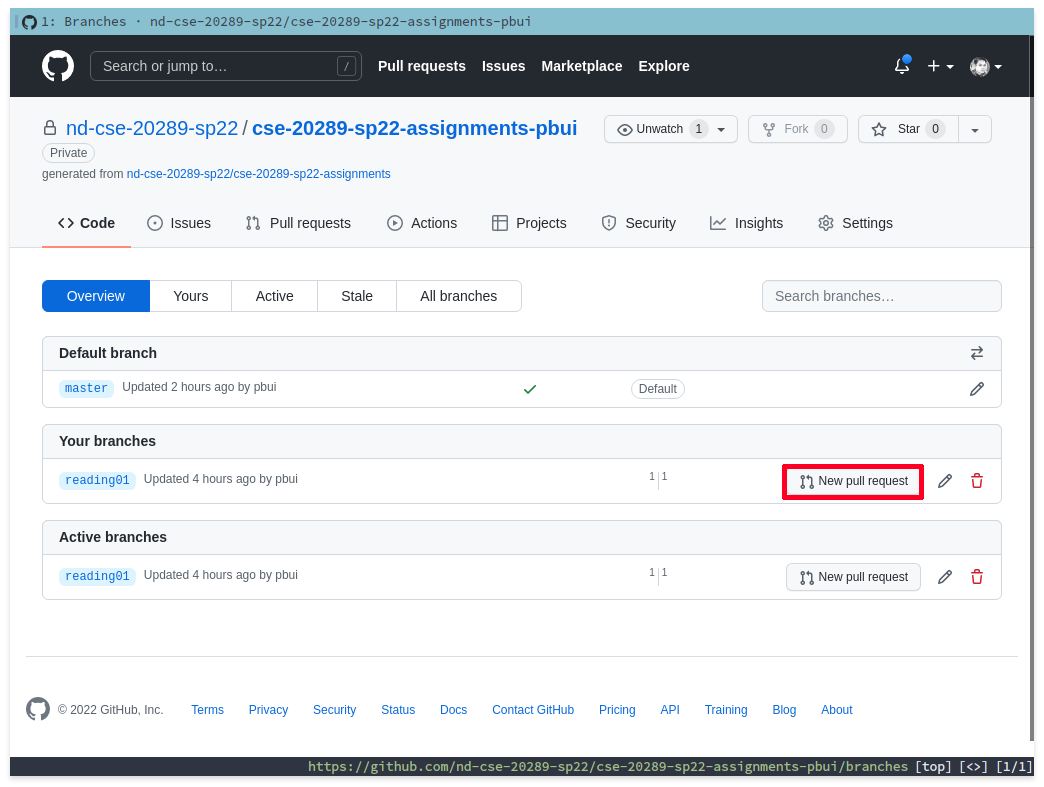 1: Branches · nd-cse-20289-sp22/cse-20289-sp22-assignments-pbui
Search or jump to… / Pull requests Issues Marketplace Explore
nd-cse-20289-sp22 / cse-20289-sp22-assignments-pbui Unwatch 1 Fork 0 Star 0
Private
generated from nd-cse-20289-sp22/cse-20289-sp22-assignments
Code Issues Pull requests Actions Projects Security Insights Settings
Overview Yours Active Stale All branches Search branches…
Default branch
master Updated 2 hours ago by pbui Default
Your branches
reading01 Updated 4 hours ago by pbui 1 1 New pull request
Active branches
reading01 Updated 4 hours ago by pbui 1 1 New pull request
© 2022 GitHub, Inc. Terms Privacy Security Status Docs Contact GitHub Pricing API Training Blog About
https://github.com/nd-cse-20289-sp22/cse-20289-sp22-assignments-pbui/branches [top] [<>] [1/1]